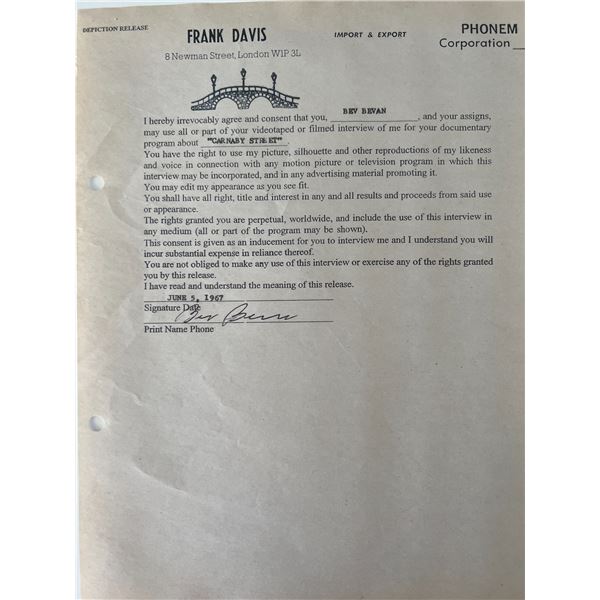 DEPICTION RELEASE
FRANK DAVIS
IMPORT & EXPORT
PHONEM
Corporation
8 Newman Street, London W1P 3L
I hereby irrevocably agree and consent that you, BEV BEVAN, and your assigns,
may use all or part of your videotaped or filmed interview of me for your documentary
program about "CARNABY STREET".
You have the right to use my picture, silhouette and other reproductions of my likeness
and voice in connection with any motion picture or television program in which this
interview may be incorporated, and in any advertising material promoting it.
You may edit my appearance as you see fit.
You shall have all right, title and interest in any and all results and proceeds from said use
or appearance.
The rights granted you are perpetual, worldwide, and include the use of this interview in
any medium (all or part of the program may be shown).
This consent is given as an inducement for you to interview me and I understand you will
incur substantial expense in reliance thereof.
You are not obliged to make any use of this interview or exercise any of the rights granted
you by this release.
I have read and understand the meaning of this release.
JUNE 5, 1967
Signature Date
Bev Bevan
Print Name Phone